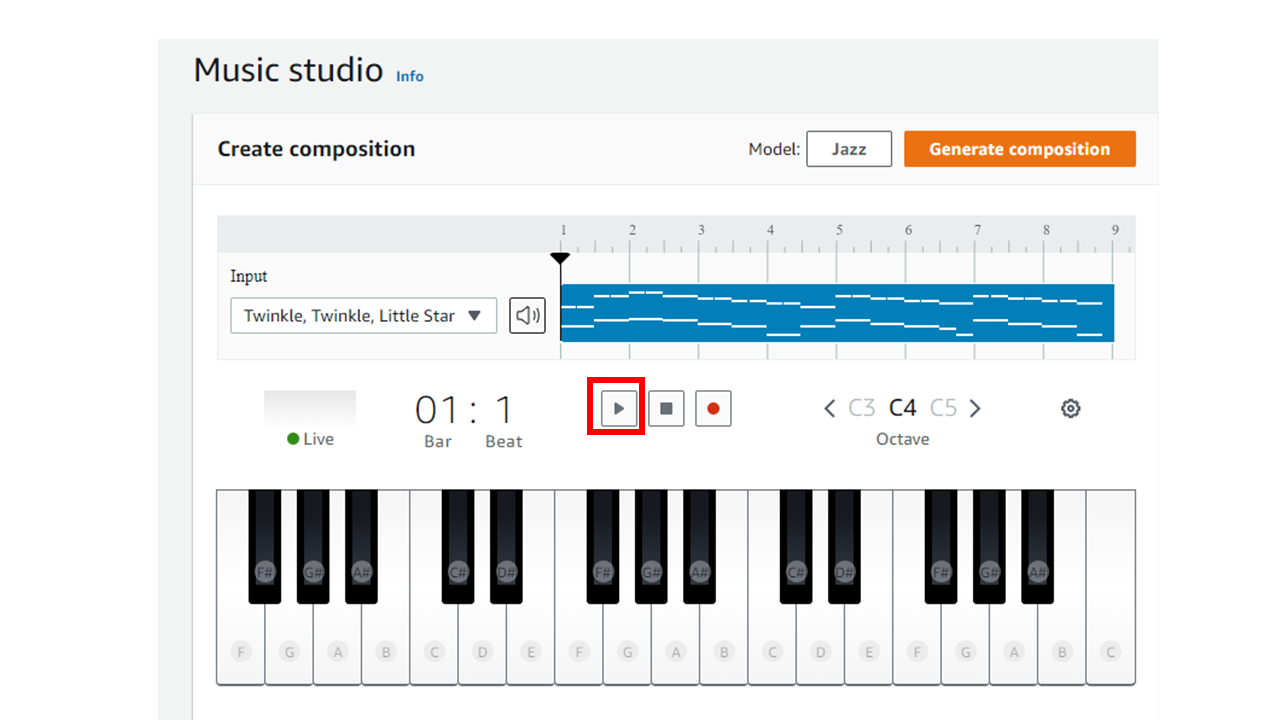 Music studio Info
Create composition
Model: Jazz Generate composition
1 2 3 4 5 6 7 8 9
Input
Twinkle, Twinkle, Little Star
01 : 1
C3 C4 C5
Live
Bar Beat
Octave
F# G# A# C# D# F# G# A# C# D# F# G# A#
F G A B C D E F G A B C D E F G A B C